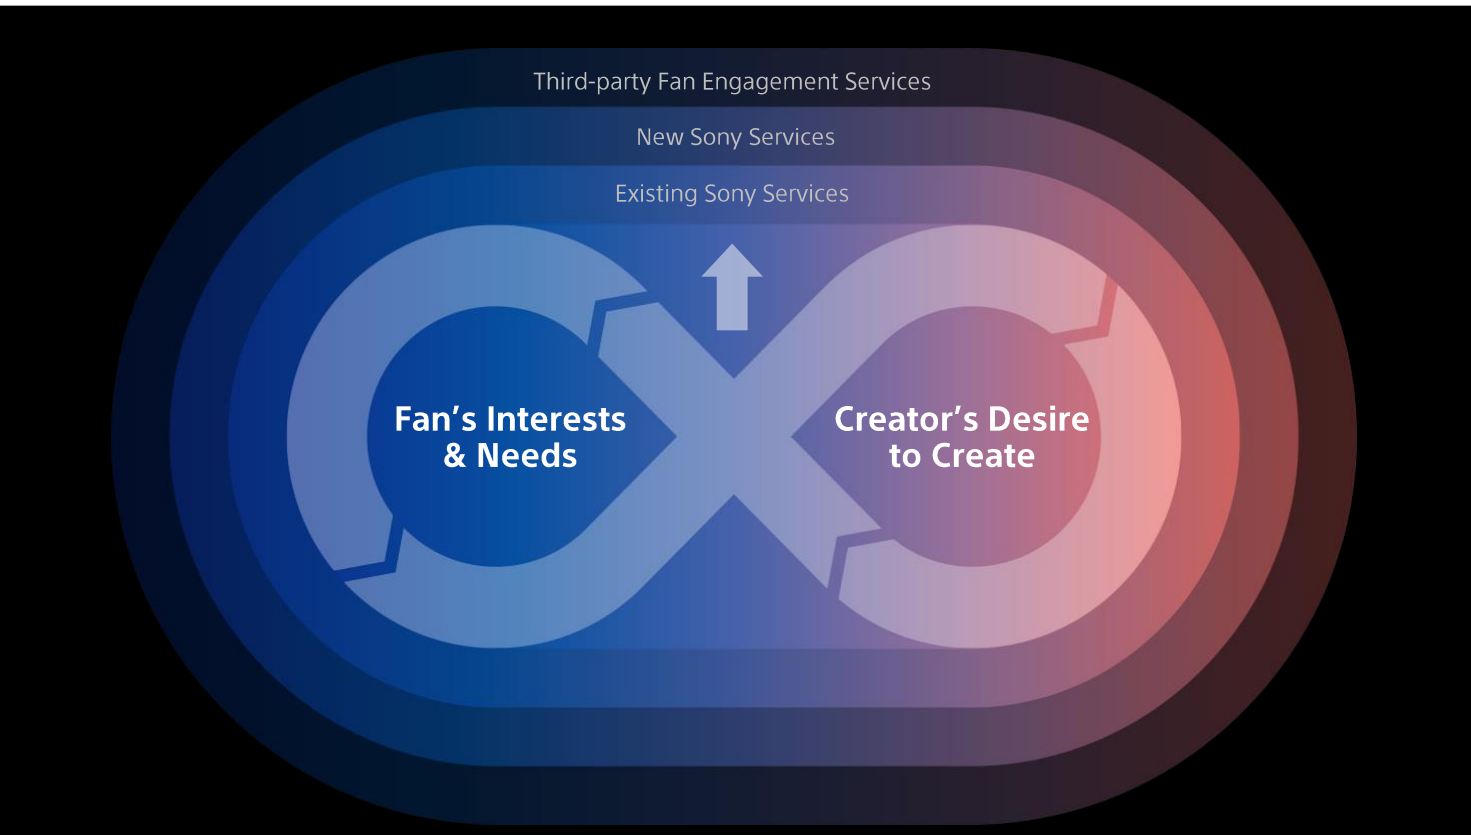 Third-party Fan Engagement Services
New Sony Services
Existing Sony Services
Fan’s Interests
& Needs
Creator’s Desire
to Create